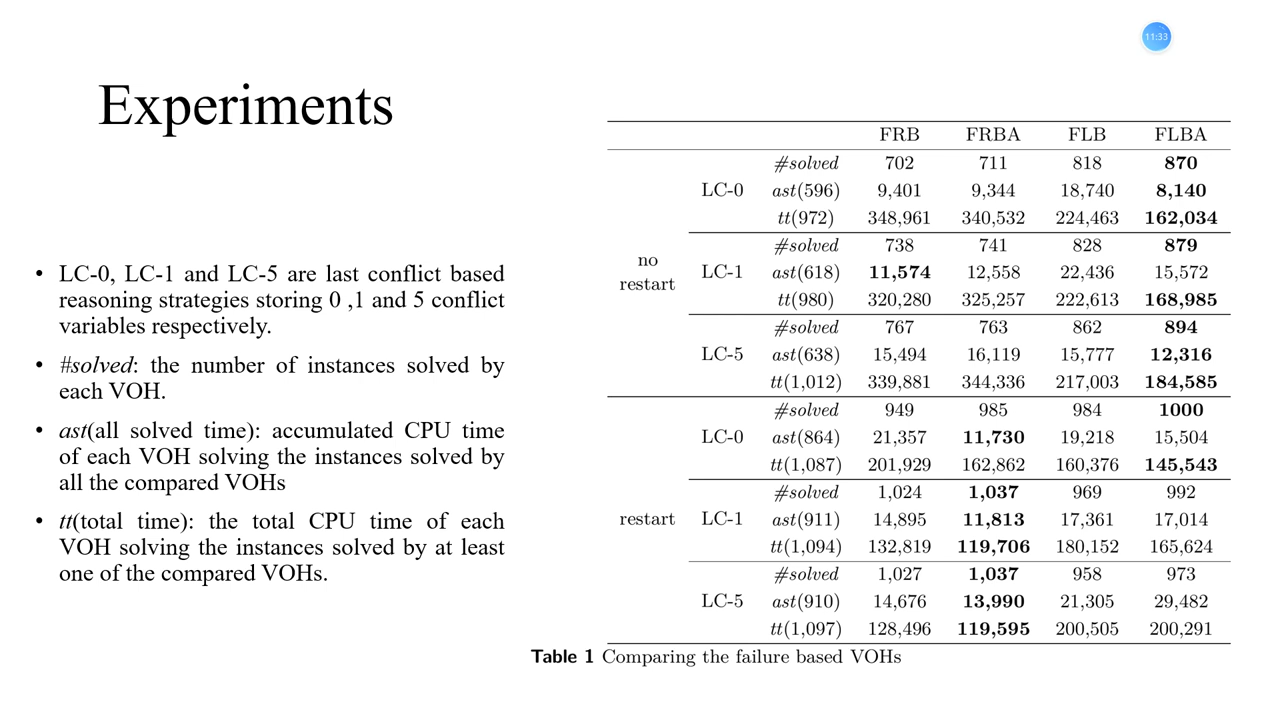 11:33
Experiments
• LC-0, LC-1 and LC-5 are last conflict based
reasoning strategies storing 0 ,1 and 5 conflict
variables respectively.
• #solved: the number of instances solved by
each VOH.
• ast(all solved time): accumulated CPU time
of each VOH solving the instances solved by
all the compared VOHs
• tt(total time): the total CPU time of each
VOH solving the instances solved by at least
one of the compared VOHs.
FRB FRBA FLB FLBA
no restart
LC-0
#solved 702 711 818 870
ast(596) 9,401 9,344 18,740 8,140
tt(972) 348,961 340,532 224,463 162,034
LC-1
#solved 738 741 828 879
ast(618) 11,574 12,558 22,436 15,572
tt(980) 320,280 325,257 222,613 168,985
LC-5
#solved 767 763 862 894
ast(638) 15,494 16,119 15,777 12,316
tt(1,012) 339,881 344,336 217,003 184,585
restart
LC-0
#solved 949 985 984 1000
ast(864) 21,357 11,730 19,218 15,504
tt(1,087) 201,929 162,862 160,376 145,543
LC-1
#solved 1,024 1,037 969 992
ast(911) 14,895 11,813 17,361 17,014
tt(1,094) 132,819 119,706 180,152 165,624
LC-5
#solved 1,027 1,037 958 973
ast(910) 14,676 13,990 21,305 29,482
tt(1,097) 128,496 119,595 200,505 200,291
Table 1 Comparing the failure based VOHs